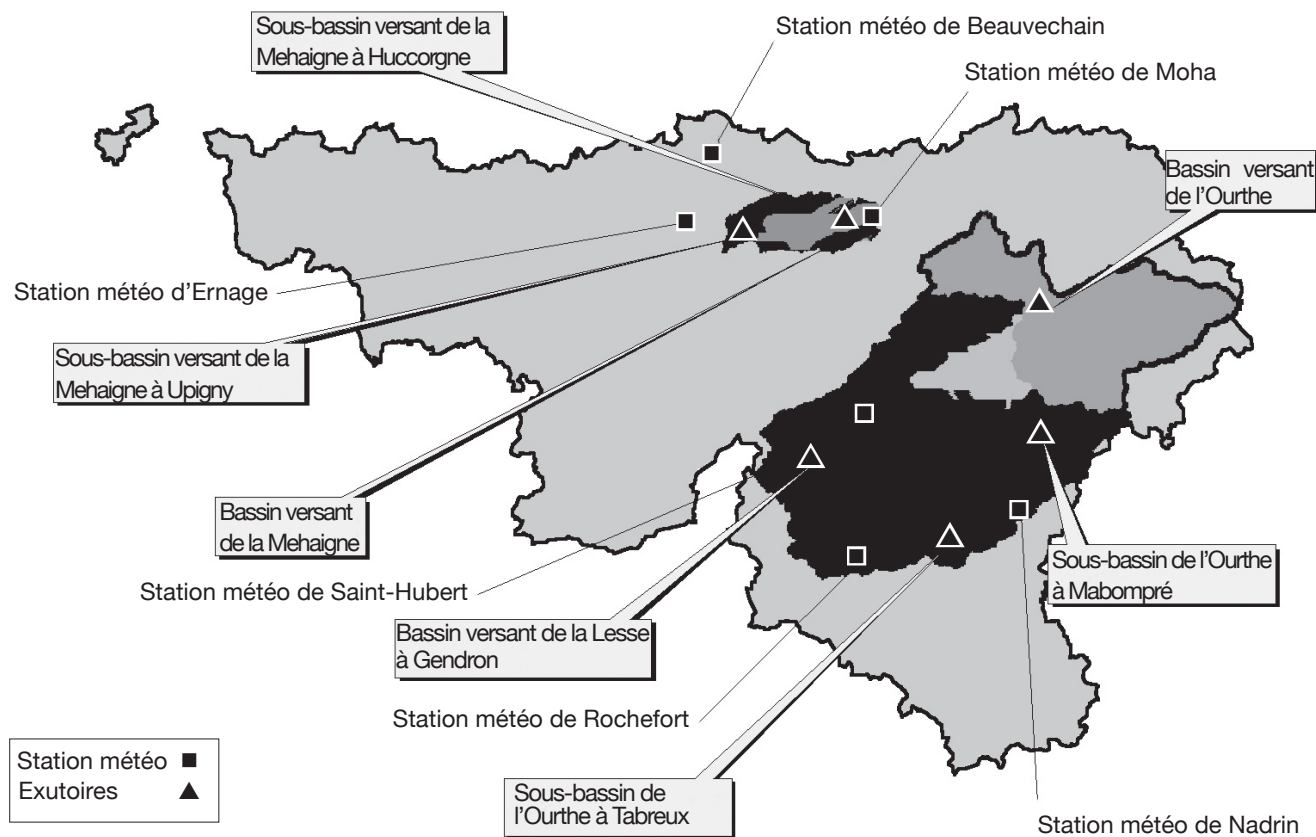 Sous-bassin versant de la
Mehaigne à Huccorgne
Station météo de Beauvechain
Station météo de Moha
Bassin versant
de l'Ourthe
Station météo d'Ernage
Sous-bassin versant de la
Mehaigne à Upigny
Bassin versant
de la Mehaigne
Station météo de Saint-Hubert
Sous-bassin de l'Ourthe
à Mabompré
Bassin versant de la Lesse
à Gendron
Station météo de Rochefort
Station météo
Exutoires
Sous-bassin de
l'Ourthe à Tabreux
Station météo de Nadrin